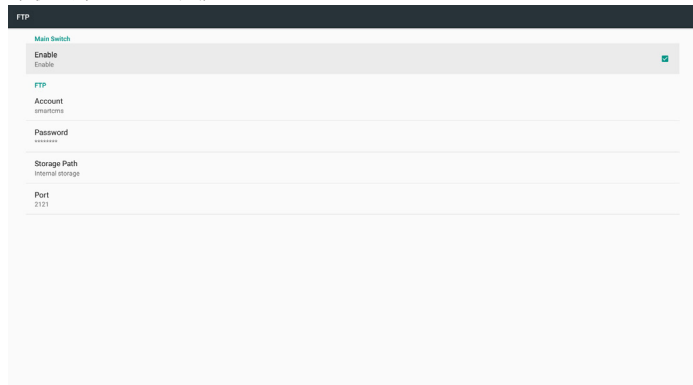 FTP
Main Switch
Enable
Enable
FTP
Account
smartcms
Password
********
Storage Path
Internal storage
Port
2121